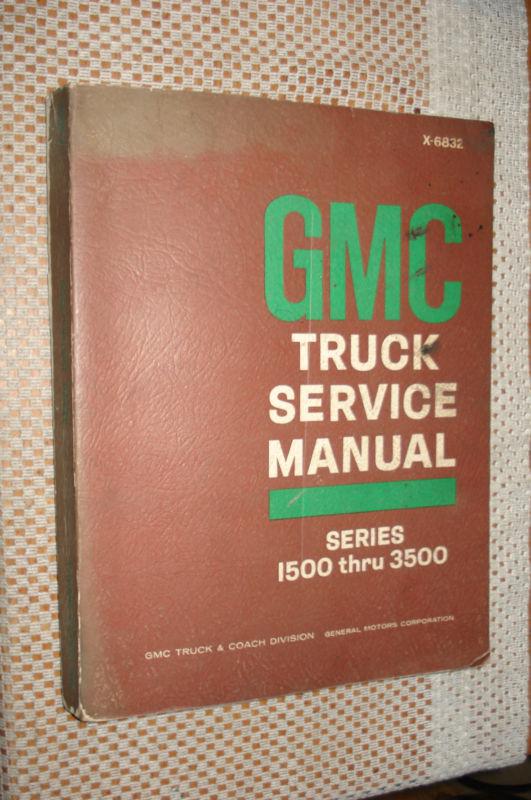 X-6832
GMC
TRUCK
SERVICE
MANUAL
SERIES
1500 thru 3500
GMC TRUCK & COACH DIVISION GENERAL MOTORS CORPORATION